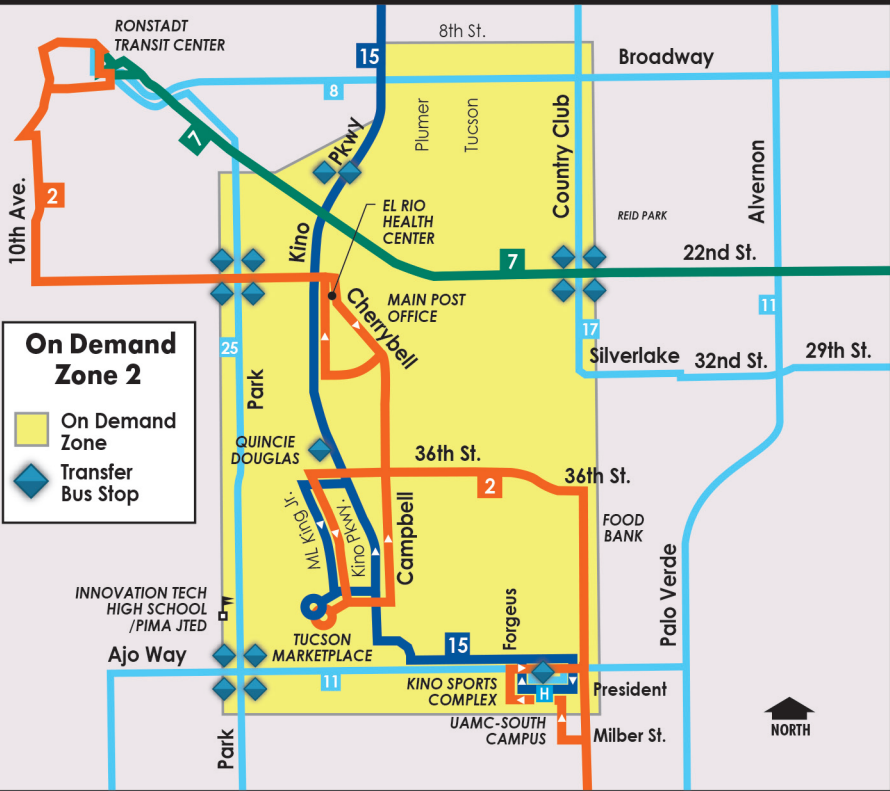 RONSTADT
TRANSIT CENTER
15
8th St.
Broadway
8
7
Pkwy
Plumer
Tucson
Country Club
Alvernon
10th Ave.
2
Kino
EL RIO
HEALTH
CENTER
REID PARK
7
22nd St.
MAIN POST
OFFICE
Cherrybell
11
17
25
Silverlake
32nd St.
29th St.
On Demand
Zone 2
On Demand
Zone
Transfer
Bus Stop
Park
QUINCIE
DOUGLAS
36th St.
2
36th St.
ML King Jr.
Kino Pkwy.
Campbell
FOOD
BANK
Palo Verde
INNOVATION TECH
HIGH SCHOOL
/PIMA JTED
TUCSON
MARKETPLACE
Forgeus
Ajo Way
15
11
KINO SPORTS
COMPLEX
H
President
UAMC-SOUTH
CAMPUS
Milber St.
Park
NORTH